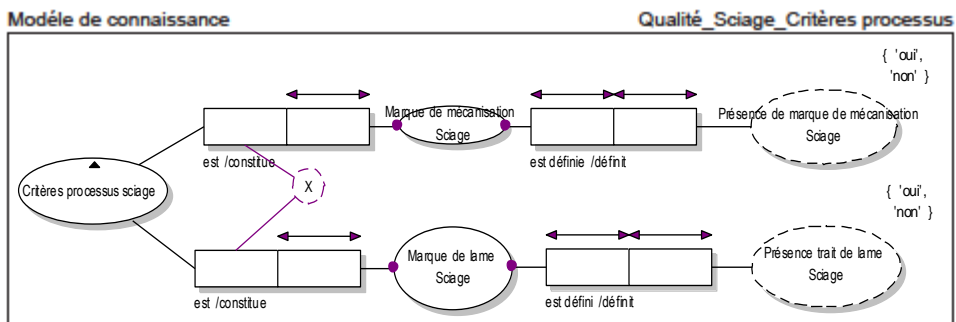 Modéle de connaissance
Qualité_Sciage_Critères processus
{ 'oui',
'non' }
Marque de mécanisation
Sciage
Présence de marque de mécanisation
Sciage
est /constitue
est définie /définit
Critères processus sciage
X
{ 'oui',
'non' }
Marque de lame
Sciage
Présence trait de lame
Sciage
est /constitue
est défini /définit